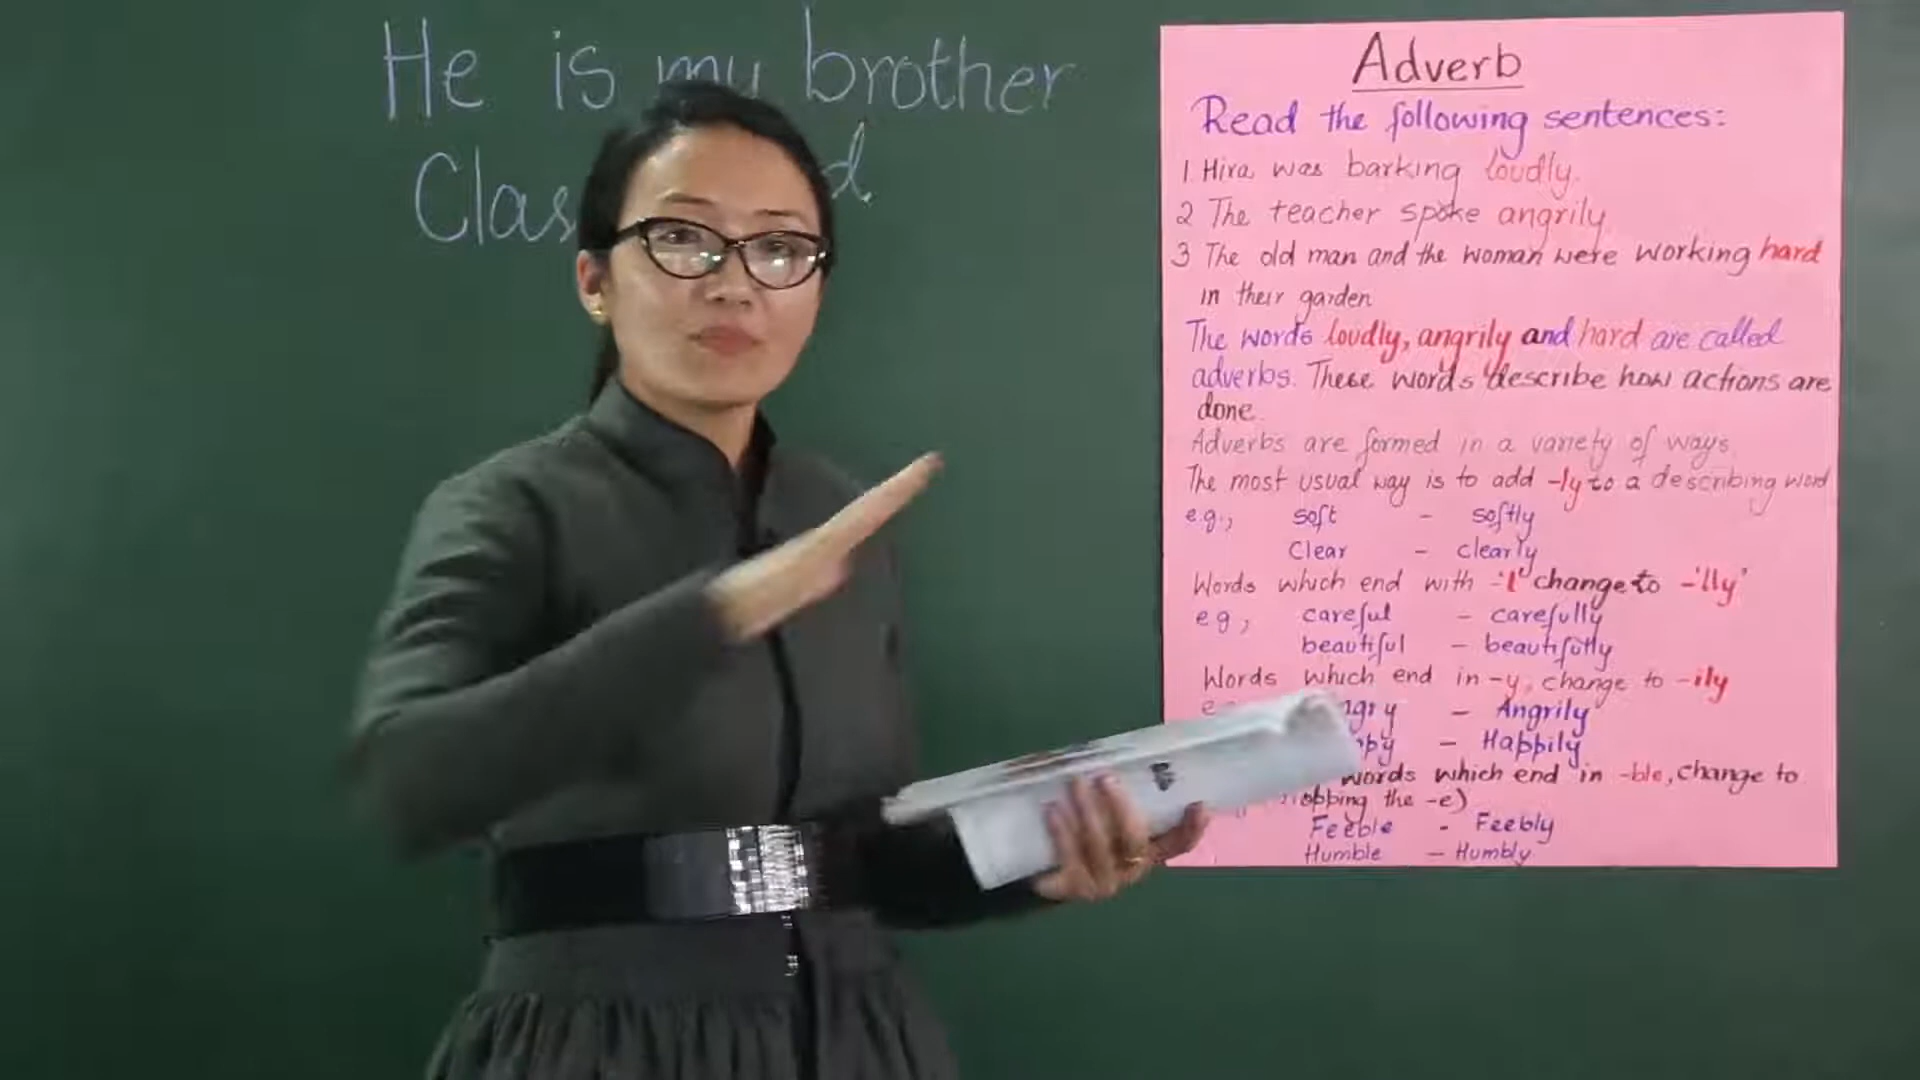 He is my brother
Adverb
Read the following sentences:
1. Hira was barking loudly.
2 The teacher spoke angrily
3 The old man and the woman were working hard
in their garden
The words loudly, angrily and hard are called
adverbs. These words describe how actions are
done.
Adverbs are formed in a variety of ways
The most usual way is to add -ly to a describing word
e.g., soft - softly
Clear - clearly
Words which end with -'l' change to -'lly'
eg, careful - carefully
beautiful - beautifully
Words which end in -y, change to -ily
- Angrily
- Happily
words which end in -ble, change to
the -e)
Feeble - Feebly
Humble - Humbly